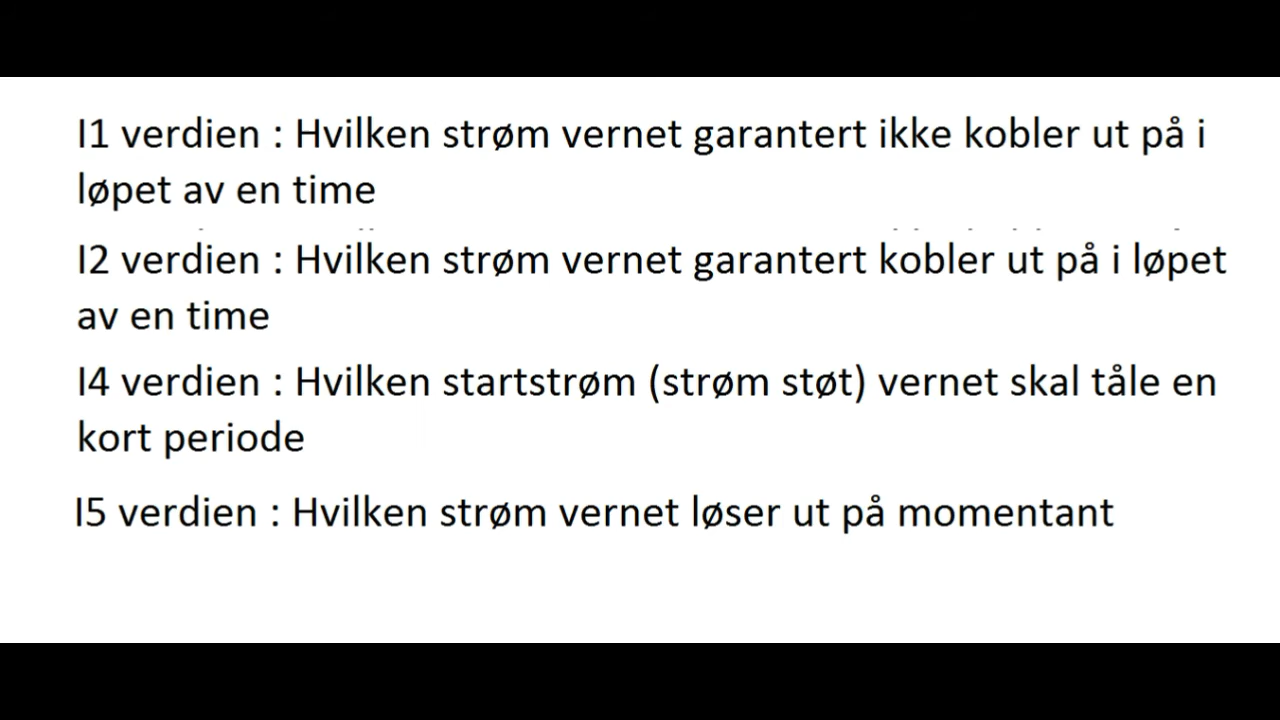 I1 verdien : Hvilken strøm vernet garantert ikke kobler ut på i
løpet av en time
I2 verdien : Hvilken strøm vernet garantert kobler ut på i løpet
av en time
I4 verdien : Hvilken startstrøm (strøm støt) vernet skal tåle en
kort periode
I5 verdien : Hvilken strøm vernet løser ut på momentant